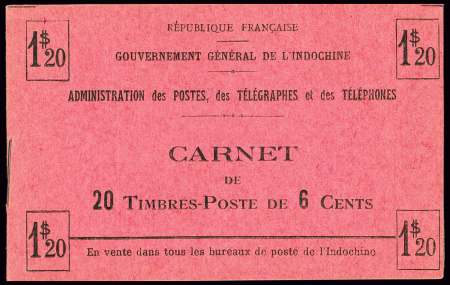 1$20 1$20
RÉPUBLIQUE FRANÇAISE
GOUVERNEMENT GÉNÉRAL DE L'INDOCHINE
ADMINISTRATION des POSTES, des TÉLÉGRAPHES et des TÉLÉPHONES
CARNET
DE
20 TIMBRES-POSTE DE 6 CENTS
1$20 1$20
En vente dans tous les bureaux de poste de l'Indochine